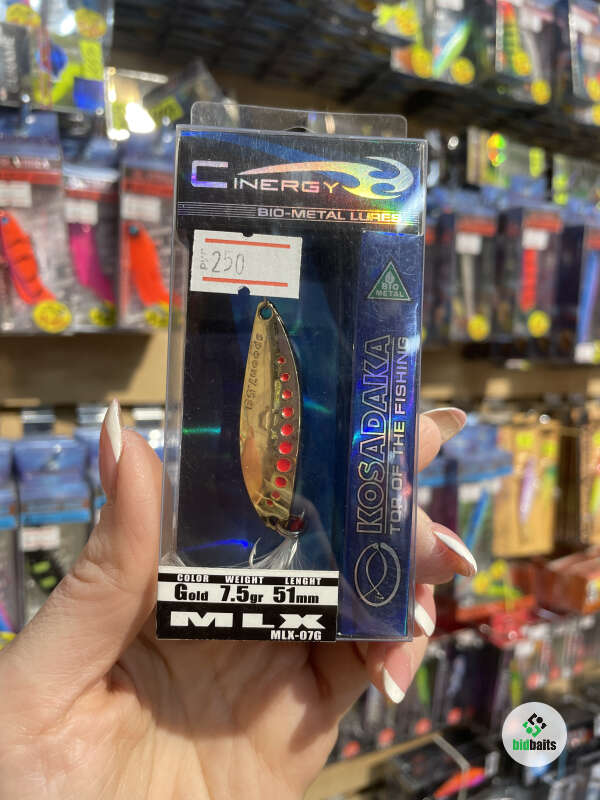 CINERGY
BIO-METAL LURES
РУБ
250
BIO
METAL
KOSADAKA
TOP OF THE FISHING
COLOR WEIGHT LENGHT
Gold 7.5gr 51mm
MLX
MLX-07G
bidbaits